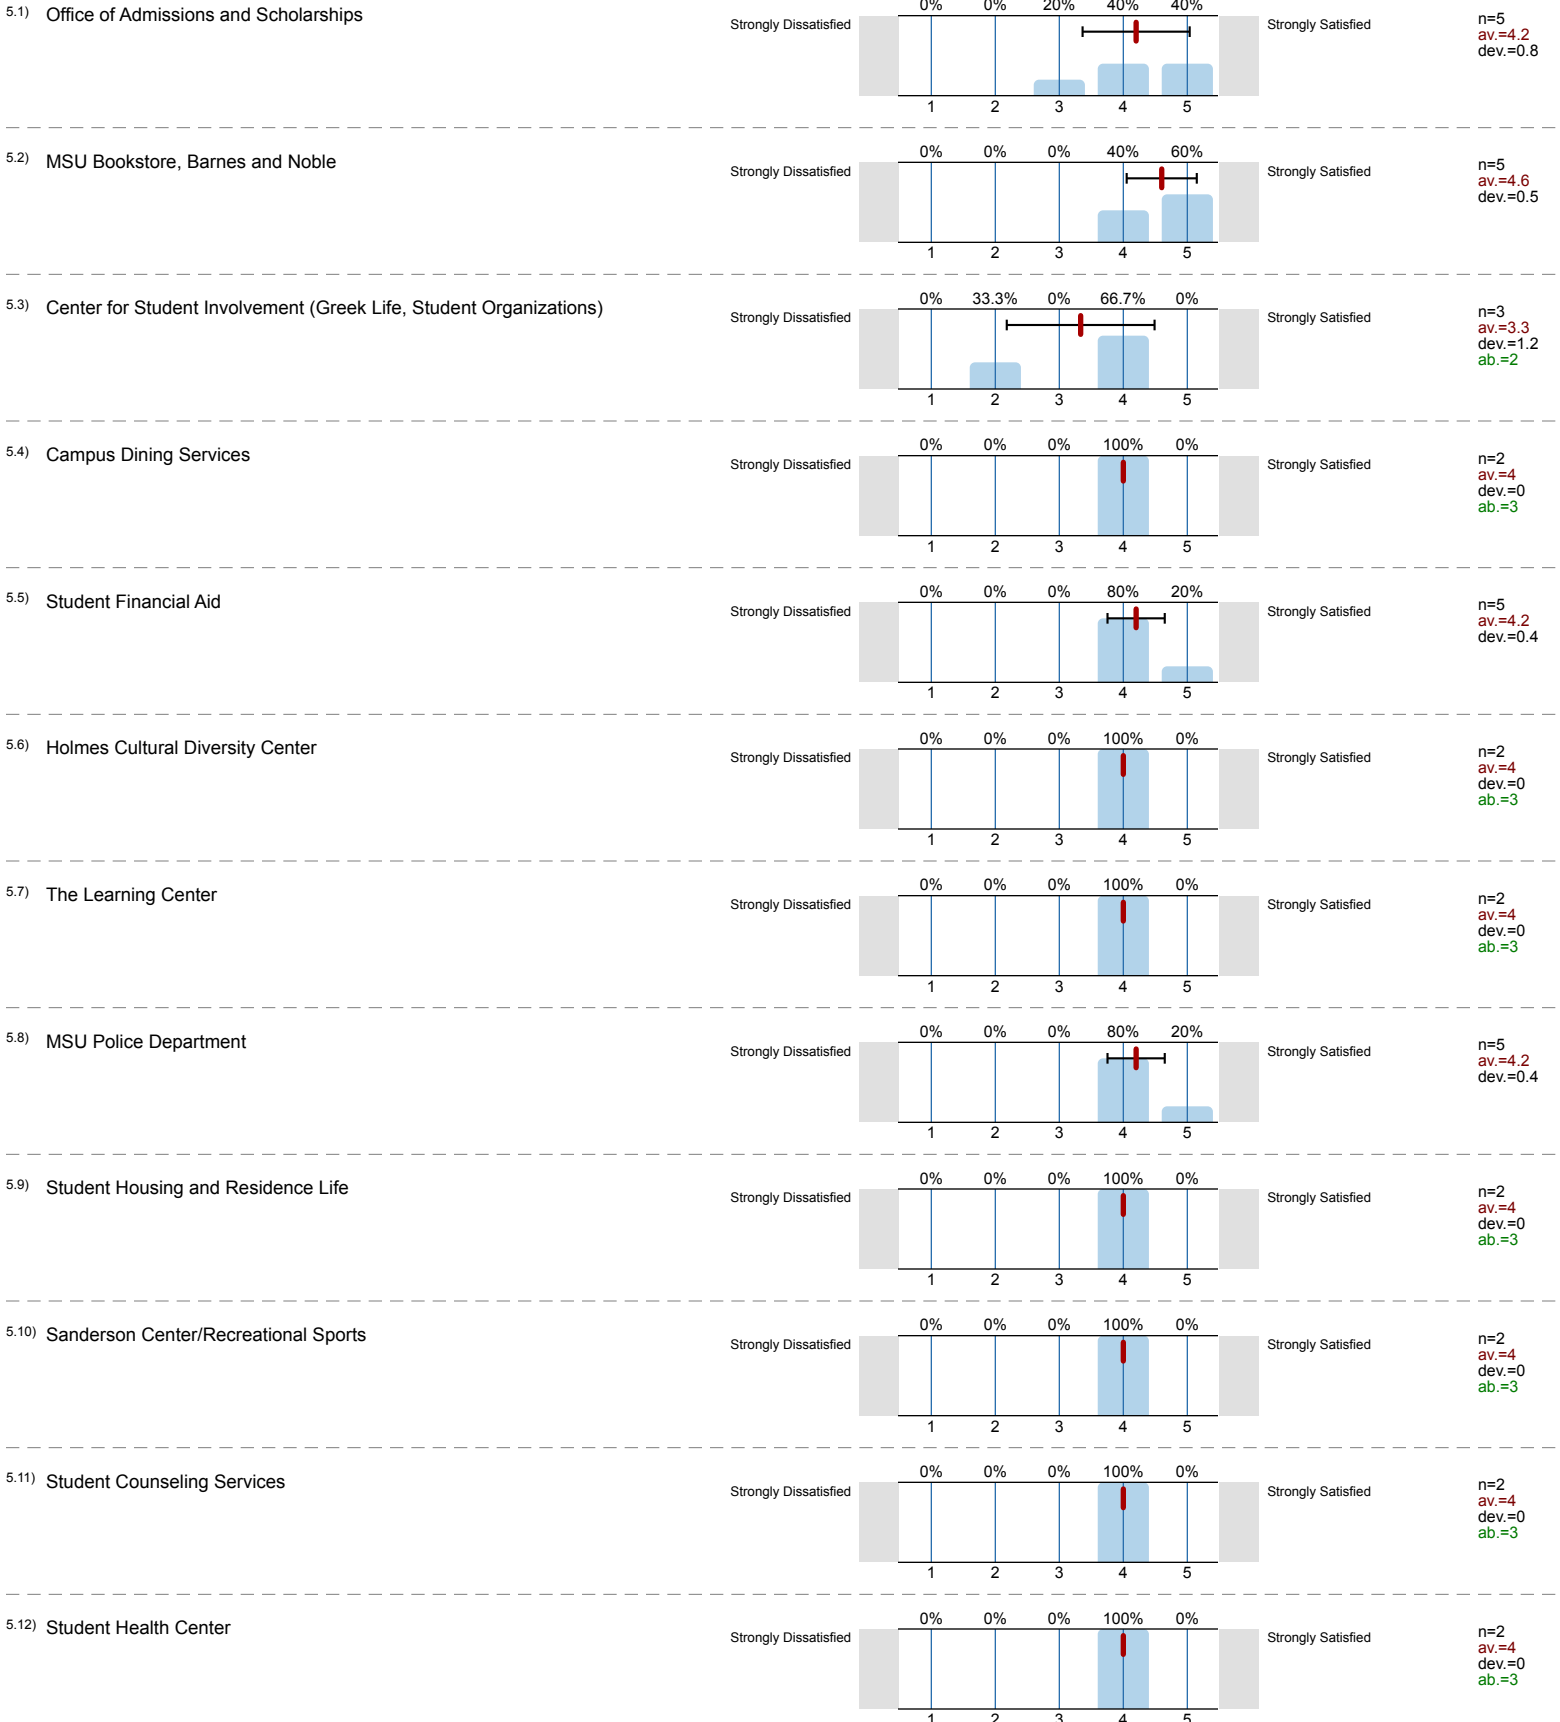 5.1) Office of Admissions and Scholarships
0% 0% 20% 40% 40%
Strongly Dissatisfied Strongly Satisfied
n=5
av.=4.2
dev.=0.8
1 2 3 4 5
5.2) MSU Bookstore, Barnes and Noble
0% 0% 0% 40% 60%
Strongly Dissatisfied Strongly Satisfied
n=5
av.=4.6
dev.=0.5
1 2 3 4 5
5.3) Center for Student Involvement (Greek Life, Student Organizations)
0% 33.3% 0% 66.7% 0%
Strongly Dissatisfied Strongly Satisfied
n=3
av.=3.3
dev.=1.2
ab.=2
1 2 3 4 5
5.4) Campus Dining Services
0% 0% 0% 100% 0%
Strongly Dissatisfied Strongly Satisfied
n=2
av.=4
dev.=0
ab.=3
1 2 3 4 5
5.5) Student Financial Aid
0% 0% 0% 80% 20%
Strongly Dissatisfied Strongly Satisfied
n=5
av.=4.2
dev.=0.4
1 2 3 4 5
5.6) Holmes Cultural Diversity Center
0% 0% 0% 100% 0%
Strongly Dissatisfied Strongly Satisfied
n=2
av.=4
dev.=0
ab.=3
1 2 3 4 5
5.7) The Learning Center
0% 0% 0% 100% 0%
Strongly Dissatisfied Strongly Satisfied
n=2
av.=4
dev.=0
ab.=3
1 2 3 4 5
5.8) MSU Police Department
0% 0% 0% 80% 20%
Strongly Dissatisfied Strongly Satisfied
n=5
av.=4.2
dev.=0.4
1 2 3 4 5
5.9) Student Housing and Residence Life
0% 0% 0% 100% 0%
Strongly Dissatisfied Strongly Satisfied
n=2
av.=4
dev.=0
ab.=3
1 2 3 4 5
5.10) Sanderson Center/Recreational Sports
0% 0% 0% 100% 0%
Strongly Dissatisfied Strongly Satisfied
n=2
av.=4
dev.=0
ab.=3
1 2 3 4 5
5.11) Student Counseling Services
0% 0% 0% 100% 0%
Strongly Dissatisfied Strongly Satisfied
n=2
av.=4
dev.=0
ab.=3
1 2 3 4 5
5.12) Student Health Center
0% 0% 0% 100% 0%
Strongly Dissatisfied Strongly Satisfied
n=2
av.=4
dev.=0
ab.=3
1 2 3 4 5